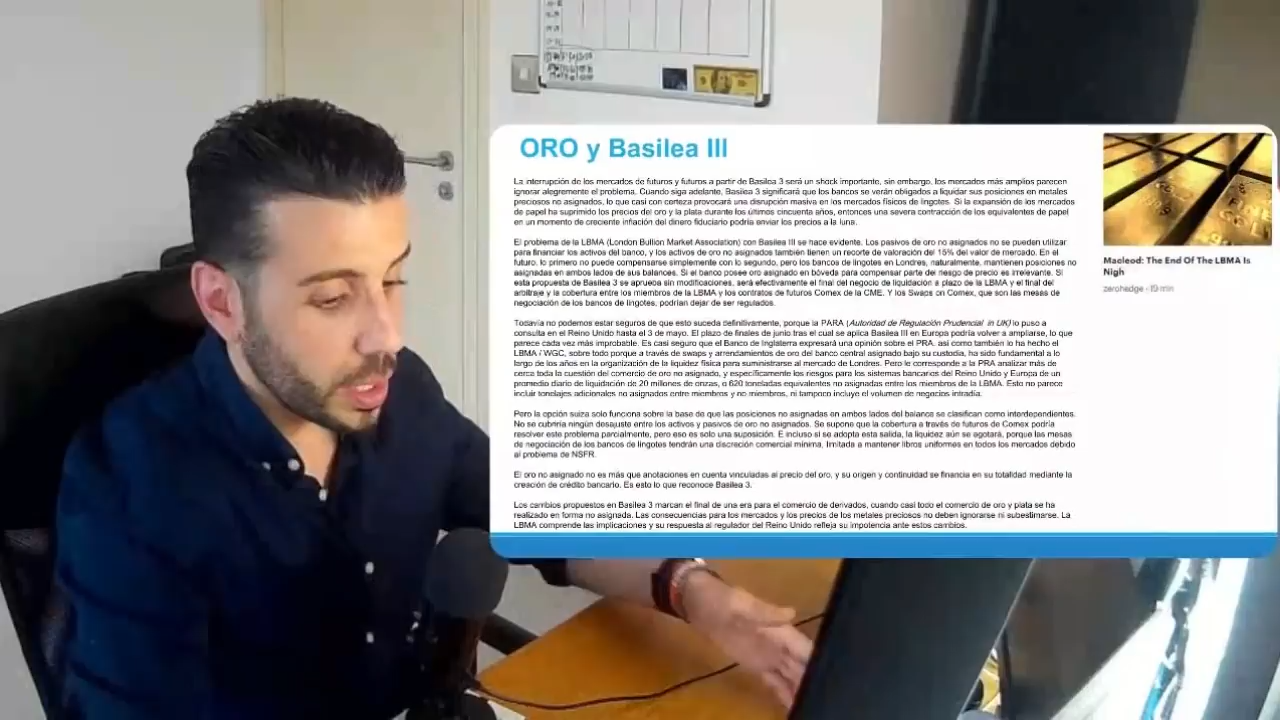 ORO y Basilea III
La interrupción de los mercados de futuros y futuros a partir de Basilea 3 será un shock importante, sin embargo, los mercados más amplios parecen
ignorar alegremente el problema. Cuando siga adelante, Basilea 3 significará que los bancos se verán obligados a liquidar sus posiciones en metales
preciosos no asignados, lo que casi con certeza provocará una disrupción masiva en los mercados físicos de lingotes. Si la expansión de los mercados
de papel ha suprimido los precios del oro y la plata durante los últimos cincuenta años, entonces una severa contracción de los equivalentes de papel
en un momento de creciente inflación del dinero fiduciario podría enviar los precios a la luna.
El problema de la LBMA (London Bullion Market Association) con Basilea III se hace evidente. Los pasivos de oro no asignados no se pueden utilizar
para financiar los activos del banco, y los activos de oro no asignados también tienen un recorte de valoración del 15% del valor de mercado. En el
futuro, lo primero no puede compensarse simplemente con lo segundo, pero los bancos de lingotes en Londres, naturalmente, mantienen posiciones no
asignadas en ambos lados de sus balances. Si el banco posee oro asignado en bóveda para compensar parte del riesgo de precio es irrelevante. Si
esta propuesta de Basilea 3 se aprueba sin modificaciones, será efectivamente el final del negocio de liquidación a plazo de la LBMA y el final del
arbitraje y la cobertura entre los miembros de la LBMA y los contratos de futuros Comex de la CME. Y los Swaps on Comex, que son las mesas de
negociación de los bancos de lingotes, podrían dejar de ser regulados.
Todavía no podemos estar seguros de que esto suceda definitivamente, porque la PARA (Autoridad de Regulación Prudencial in UK) lo puso a
consulta en el Reino Unido hasta el 3 de mayo. El plazo de finales de junio tras el cual se aplica Basilea III en Europa podría volver a ampliarse, lo que
parece cada vez más improbable. Es casi seguro que el Banco de Inglaterra expresará una opinión sobre el PRA, así como también lo ha hecho el
LBMA / WGC, sobre todo porque a través de swaps y arrendamientos de oro del banco central asignado bajo su custodia, ha sido fundamental a lo
largo de los años en la organización de la liquidez física para suministrarse al mercado de Londres. Pero le corresponde a la PRA analizar más de
cerca toda la cuestión del comercio de oro no asignado, y específicamente los riesgos para los sistemas bancarios del Reino Unido y Europa de un
promedio diario de liquidación de 20 millones de onzas, o 620 toneladas equivalentes no asignadas entre los miembros de la LBMA. Esto no parece
incluir tonelajes adicionales no asignados entre miembros y no miembros, ni tampoco incluye el volumen de negocios intradía.
Pero la opción suiza solo funciona sobre la base de que las posiciones no asignadas en ambos lados del balance se clasifican como interdependientes.
No se cubriría ningún desajuste entre los activos y pasivos de oro no asignados. Se supone que la cobertura a través de futuros de Comex podría
resolver este problema parcialmente, pero eso es solo una suposición. E incluso si se adopta esta salida, la liquidez aún se agotará, porque las mesas
de negociación de los bancos de lingotes tendrán una discreción comercial mínima, limitada a mantener libros uniformes en todos los mercados debido
al problema de NSFR.
El oro no asignado no es más que anotaciones en cuenta vinculadas al precio del oro, y su origen y continuidad se financia en su totalidad mediante la
creación de crédito bancario. Es esto lo que reconoce Basilea 3.
Los cambios propuestos en Basilea 3 marcan el final de una era para el comercio de derivados, cuando casi todo el comercio de oro y plata se ha
realizado en forma no asignada. Las consecuencias para los mercados y los precios de los metales preciosos no deben ignorarse ni subestimarse. La
LBMA comprende las implicaciones y su respuesta al regulador del Reino Unido refleja su impotencia ante estos cambios.
Macleod: The End Of The LBMA Is
Nigh
zerohedge • 19 min